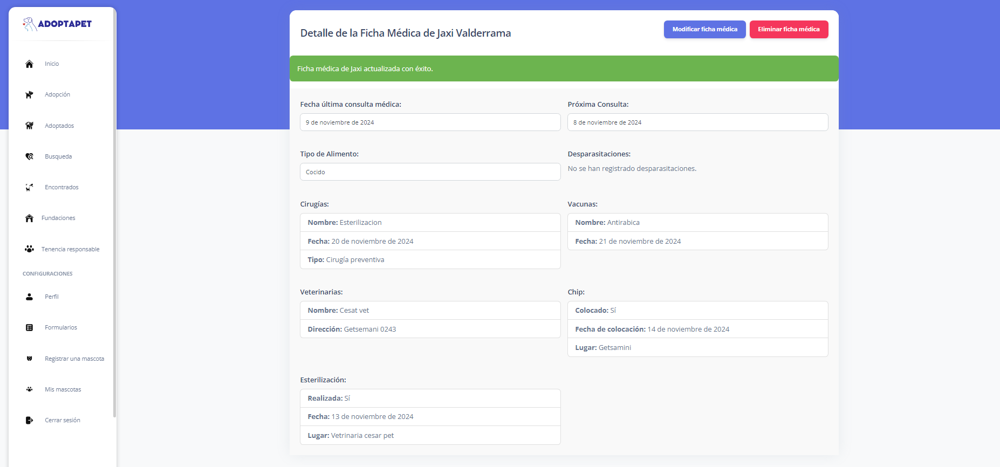 ADOPTAPET
Inicio
Adopción
Adoptados
Busqueda
Encontrados
Fundaciones
Tenencia responsable
CONFIGURACIONES
Perfil
Formularios
Registrar una mascota
Mis mascotas
Cerrar sesión
Detalle de la Ficha Médica de Jaxi Valderrama
Modificar ficha médica
Eliminar ficha médica
Ficha médica de Jaxi actualizada con éxito.
Fecha última consulta médica:
9 de noviembre de 2024
Próxima Consulta:
8 de noviembre de 2024
Tipo de Alimento:
Cocido
Desparasitaciones:
No se han registrado desparasitaciones.
Cirugías:
Nombre: Esterilizacion
Fecha: 20 de noviembre de 2024
Tipo: Cirugía preventiva
Vacunas:
Nombre: Antirabica
Fecha: 21 de noviembre de 2024
Veterinarias:
Nombre: Cesat vet
Dirección: Getsemani 0243
Chip:
Colocado: Sí
Fecha de colocación: 14 de noviembre de 2024
Lugar: Getsamini
Esterilización:
Realizada: Sí
Fecha: 13 de noviembre de 2024
Lugar: Vetrinaria cesar pet